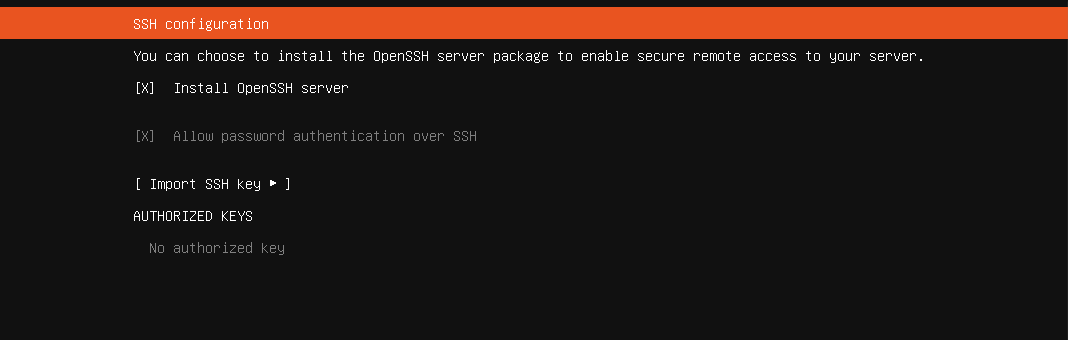 SSH configuration
You can choose to install the OpenSSH server package to enable secure remote access to your server.
[X] Install OpenSSH server
[X] Allow password authentication over SSH
[ Import SSH key ▸ ]
AUTHORIZED KEYS
No authorized key